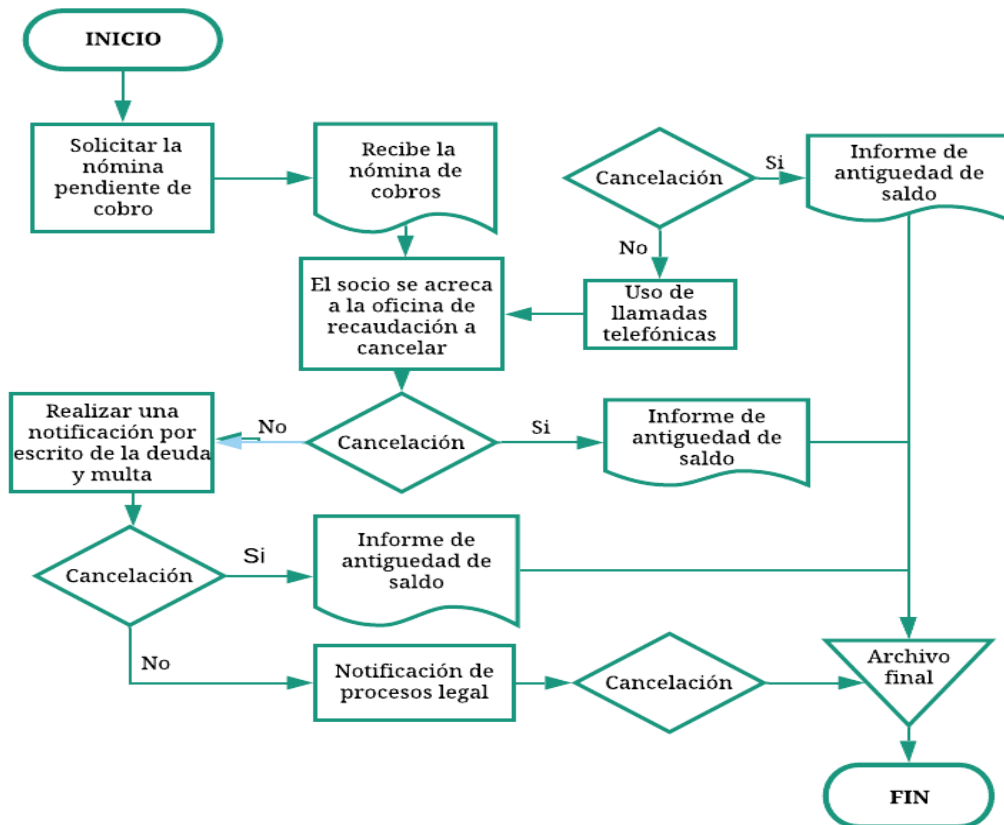 INICIO
Solicitar la
nómina
pendiente de
cobro
Recibe la
nómina de
cobros
Cancelación
Si
Informe de
antiguedad de
saldo
No
Uso de
llamadas
telefónicas
El socio se acreca
a la oficina de
recaudación a
cancelar
Realizar una
notificación por
escrito de la deuda
y multa
No
Cancelación
Si
Informe de
antiguedad de
saldo
Cancelación
Si
Informe de
antiguedad de
saldo
No
Notificación de
procesos legal
Cancelación
Archivo
final
FIN